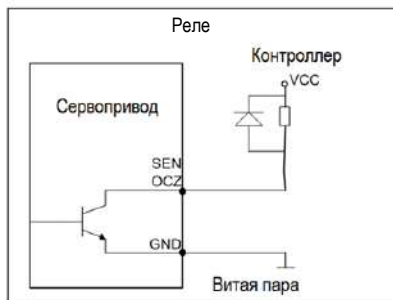 Реле
Контроллер
VCC
Сервопривод
SEN
OCZ
GND
Витая пара